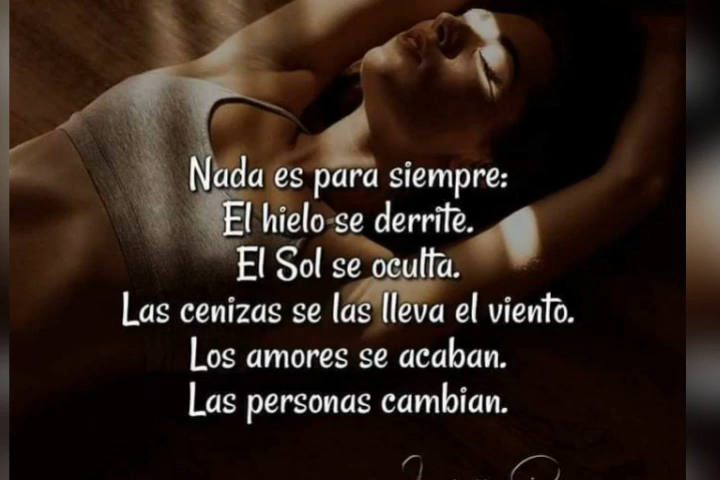 Nada es para siempre:
El hielo se derrite.
El Sol se oculta.
Las cenizas se las lleva el viento.
Los amores se acaban.
Las personas cambian.